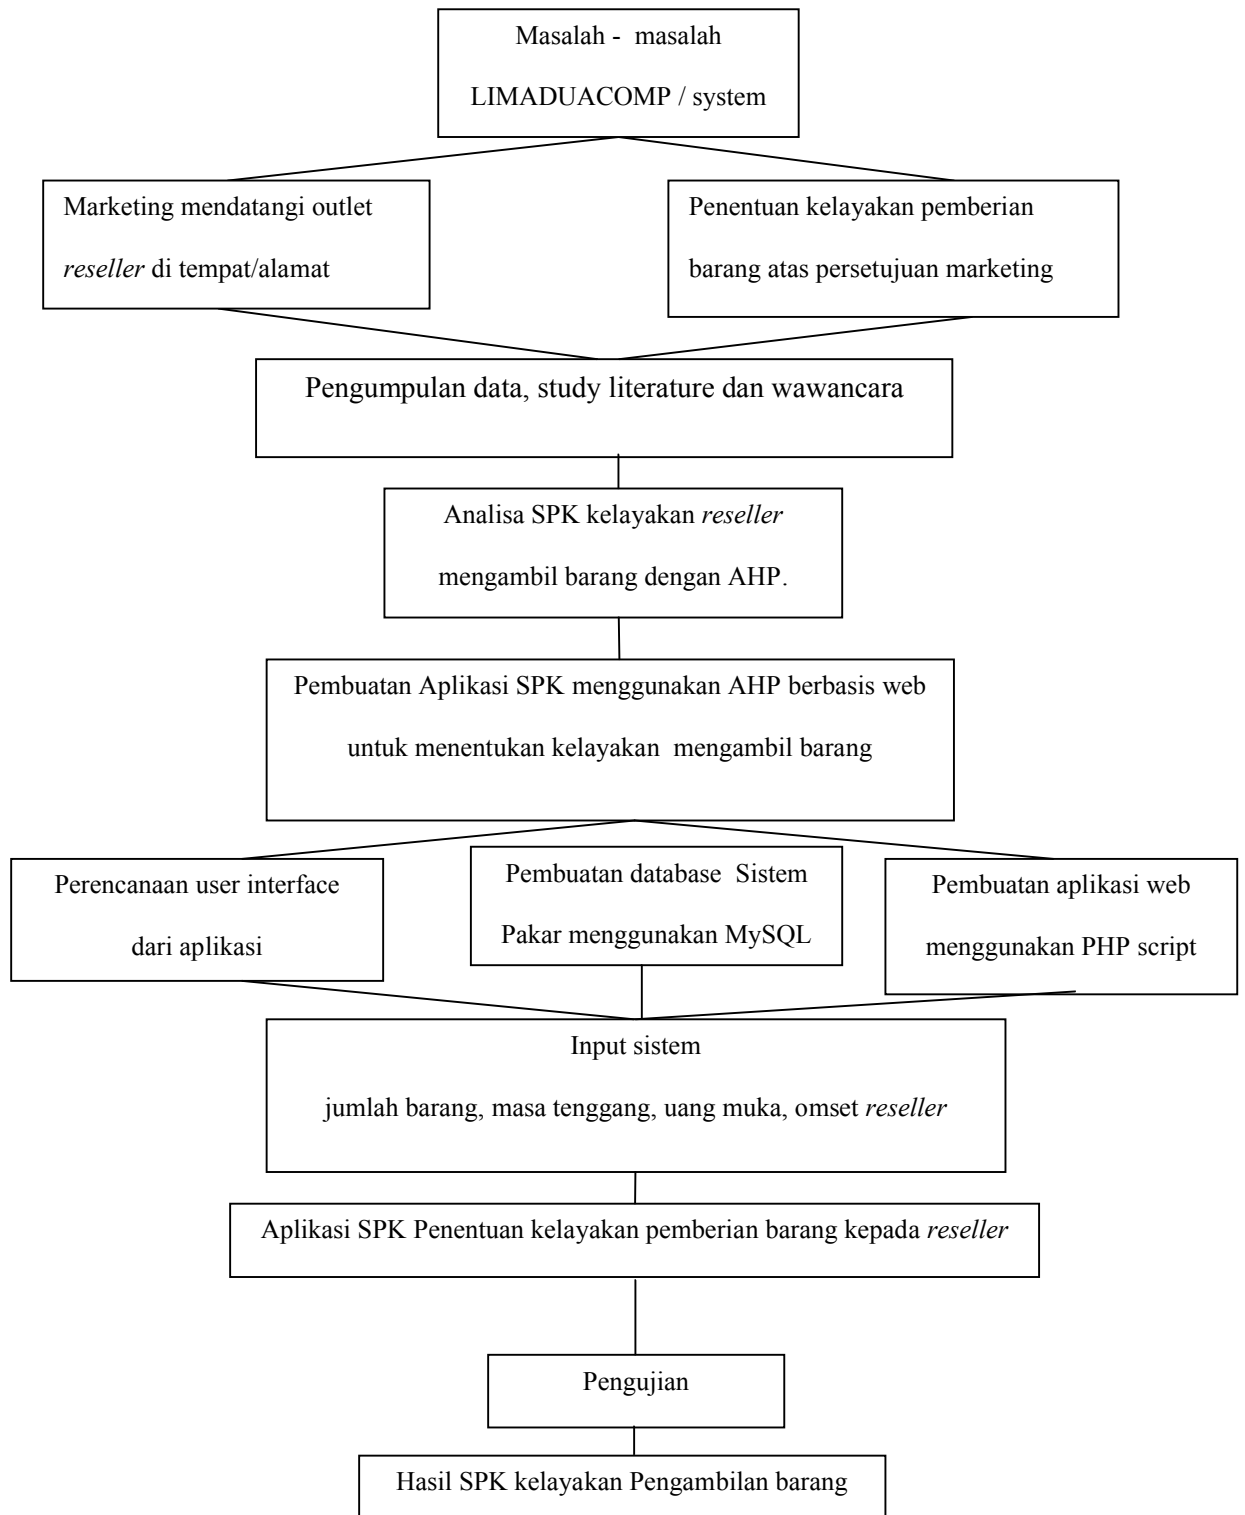 Masalah - masalah
LIMADUACOMP / system
Marketing mendatangi outlet
reseller di tempat/alamat
Penentuan kelayakan pemberian
barang atas persetujuan marketing
Pengumpulan data, study literature dan wawancara
Analisa SPK kelayakan reseller
mengambil barang dengan AHP.
Pembuatan Aplikasi SPK menggunakan AHP berbasis web
untuk menentukan kelayakan mengambil barang
Perencanaan user interface
dari aplikasi
Pembuatan database Sistem
Pakar menggunakan MySQL
Pembuatan aplikasi web
menggunakan PHP script
Input sistem
jumlah barang, masa tenggang, uang muka, omset reseller
Aplikasi SPK Penentuan kelayakan pemberian barang kepada reseller
Pengujian
Hasil SPK kelayakan Pengambilan barang